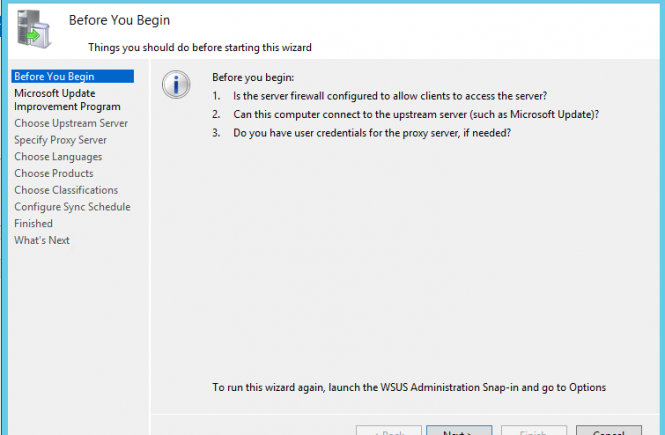 Before You Begin
Things you should do before starting this wizard
Before You Begin
Microsoft Update
Improvement Program
Choose Upstream Server
Specify Proxy Server
Choose Languages
Choose Products
Choose Classifications
Configure Sync Schedule
Finished
What's Next
Before you begin:
1. Is the server firewall configured to allow clients to access the server?
2. Can this computer connect to the upstream server (such as Microsoft Update)?
3. Do you have user credentials for the proxy server, if needed?
To run this wizard again, launch the WSUS Administration Snap-in and go to Options
< Back
Next >
Finish
Cancel